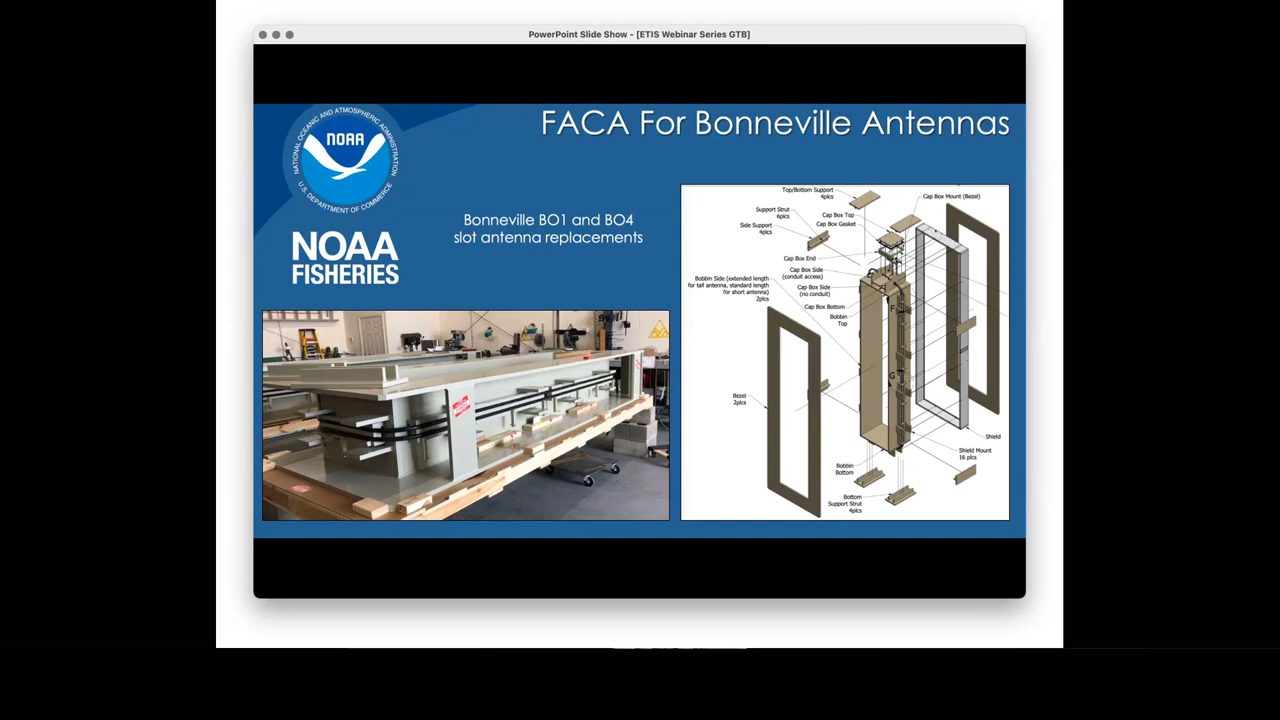 PowerPoint Slide Show - [ETIS Webinar Series GTB]
FACA For Bonneville Antennas
NATIONAL OCEANIC AND ATMOSPHERIC ADMINISTRATION
NOAA
U.S. DEPARTMENT OF COMMERCE
NOAA
FISHERIES
Bonneville BO1 and BO4
slot antenna replacements
Top/Bottom Support
4plcs
Cap Box Mount (Bezel)
Support Strut
6plcs
Cap Box Top
Side Support
4plcs
Cap Box Gasket
Cap Box End
Cap Box Side
(conduit access)
Bobbin Side (extended length
for tall antenna, standard length
for short antenna)
2plcs
Cap Box Side
(no conduit)
Cap Box Bottom
Bobbin
Top
F
G
Bezel
2plcs
Shield
Shield Mount
16 plcs
Bobbin
Bottom
Bottom
Support Strut
4plcs